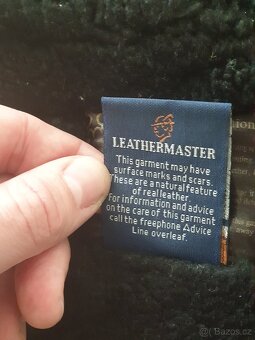 LEATHERMASTER
This garment may have
surface marks and scars.
These are a natural feature
of real leather.
For information and advice
on the care of this garment
call the freephone Advice
Line overleaf.
Bazos.cz